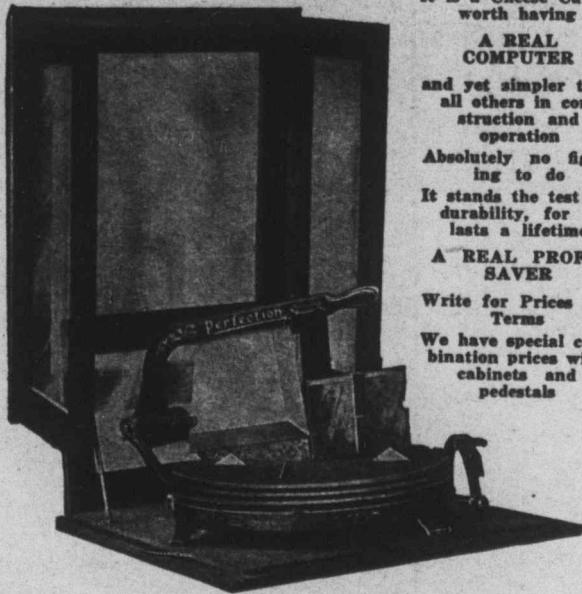 worth having
A REAL
COMPUTER
and yet simpler
all others in
struction and
operation
Absolutely no
ing to do
It stands the test
durability, for
lasts a lifetime
A REAL
SAVER
Write for Prices
Terms
We have special
bination prices
cabinets and
pedestals
Perfection